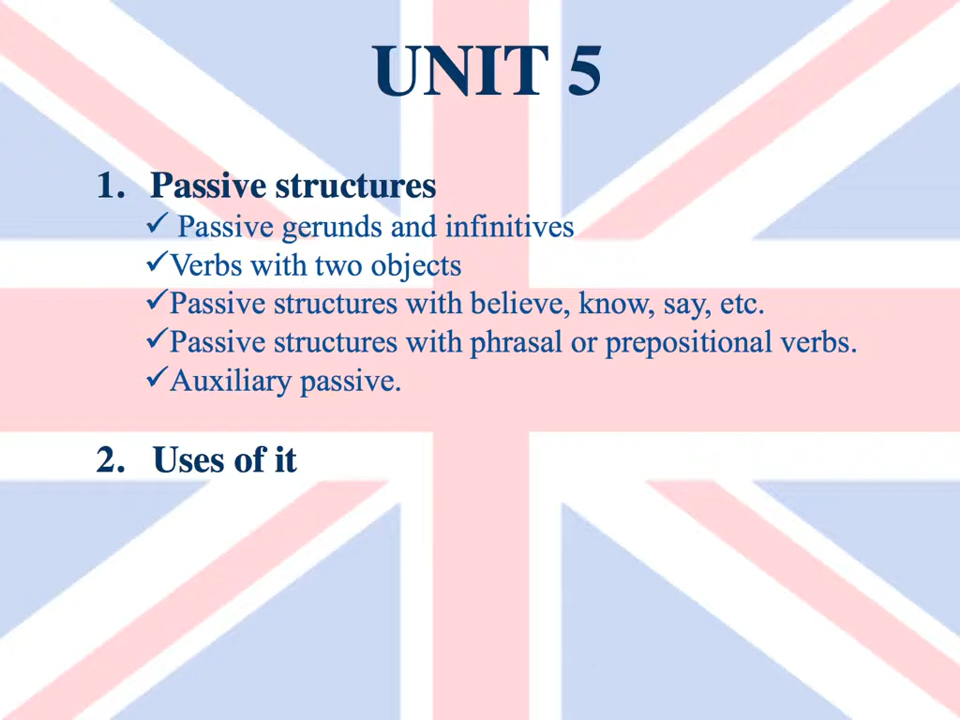 UNIT 5
1. Passive structures
✓ Passive gerunds and infinitives
✓Verbs with two objects
✓Passive structures with believe, know, say, etc.
✓Passive structures with phrasal or prepositional verbs.
✓Auxiliary passive.
2. Uses of it